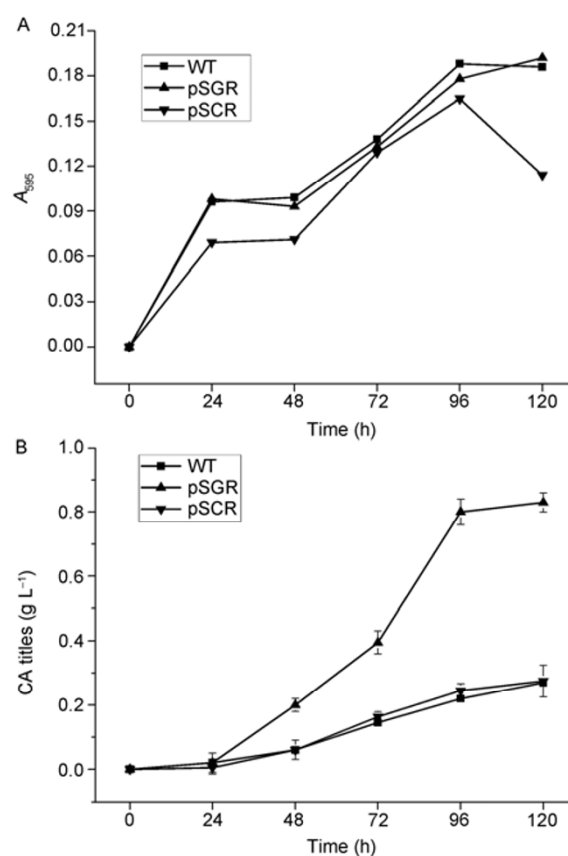 A
0.21
0.18
0.15
0.12
0.09
0.06
0.03
0.00
A595
WT
pSGR
pSCR
0 24 48 72 96 120
Time (h)
B
1.0
0.8
0.6
0.4
0.2
0.0
CA titles (g L−1)
WT
pSGR
pSCR
0 24 48 72 96 120
Time (h)